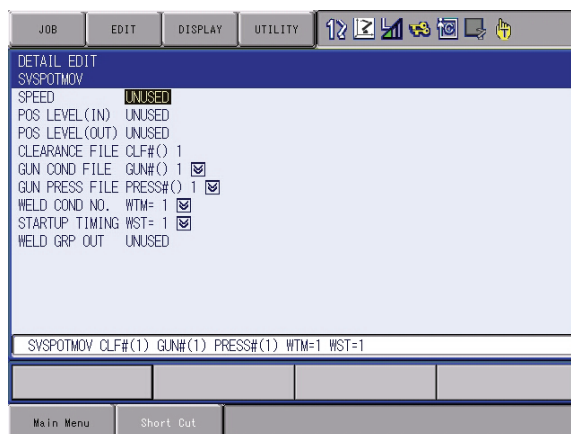 JOB EDIT DISPLAY UTILITY
DETAIL EDIT
SVSPOTMOV
SPEED UNUSED
POS LEVEL(IN) UNUSED
POS LEVEL(OUT) UNUSED
CLEARANCE FILE CLF#() 1
GUN COND FILE GUN#() 1
GUN PRESS FILE PRESS#() 1
WELD COND NO. WTM= 1
STARTUP TIMING WST= 1
WELD GRP OUT UNUSED
SVSPOTMOV CLF#(1) GUN#(1) PRESS#(1) WTM=1 WST=1
Main Menu Short Cut